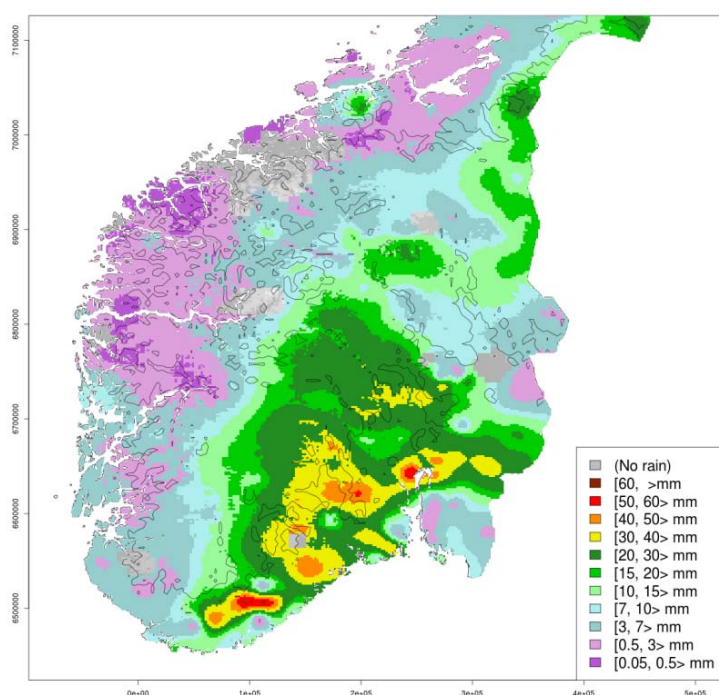 7100000
7000000
6900000
6800000
6700000
6600000
6500000
0e+00
1e+05
2e+05
3e+05
4e+05
5e+05
(No rain)
[60, >mm
[50, 60> mm
[40, 50> mm
[30, 40> mm
[20, 30> mm
[15, 20> mm
[10, 15> mm
[7, 10> mm
[3, 7> mm
[0.5, 3> mm
[0.05, 0.5> mm